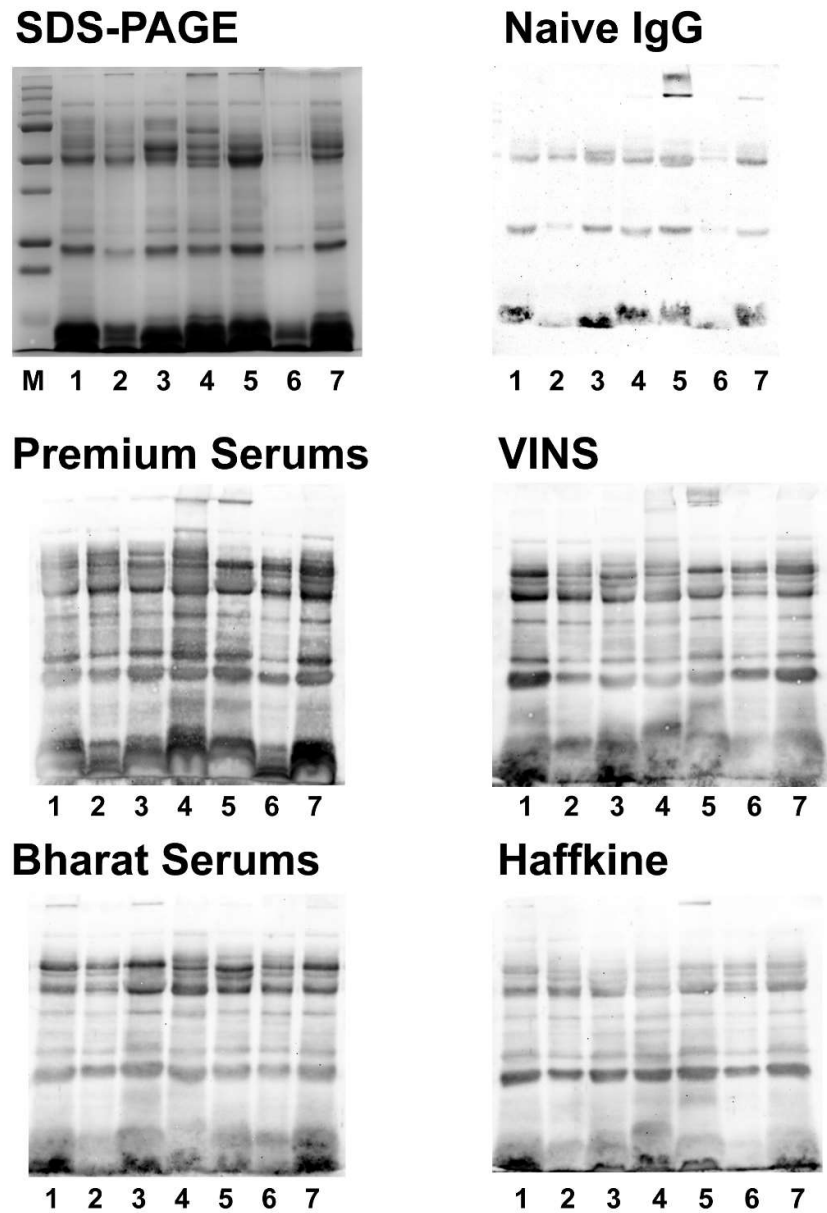 SDS-PAGE
M 1 2 3 4 5 6 7
Naive IgG
1 2 3 4 5 6 7
Premium Serums
1 2 3 4 5 6 7
VINS
1 2 3 4 5 6 7
Bharat Serums
1 2 3 4 5 6 7
Haffkine
1 2 3 4 5 6 7